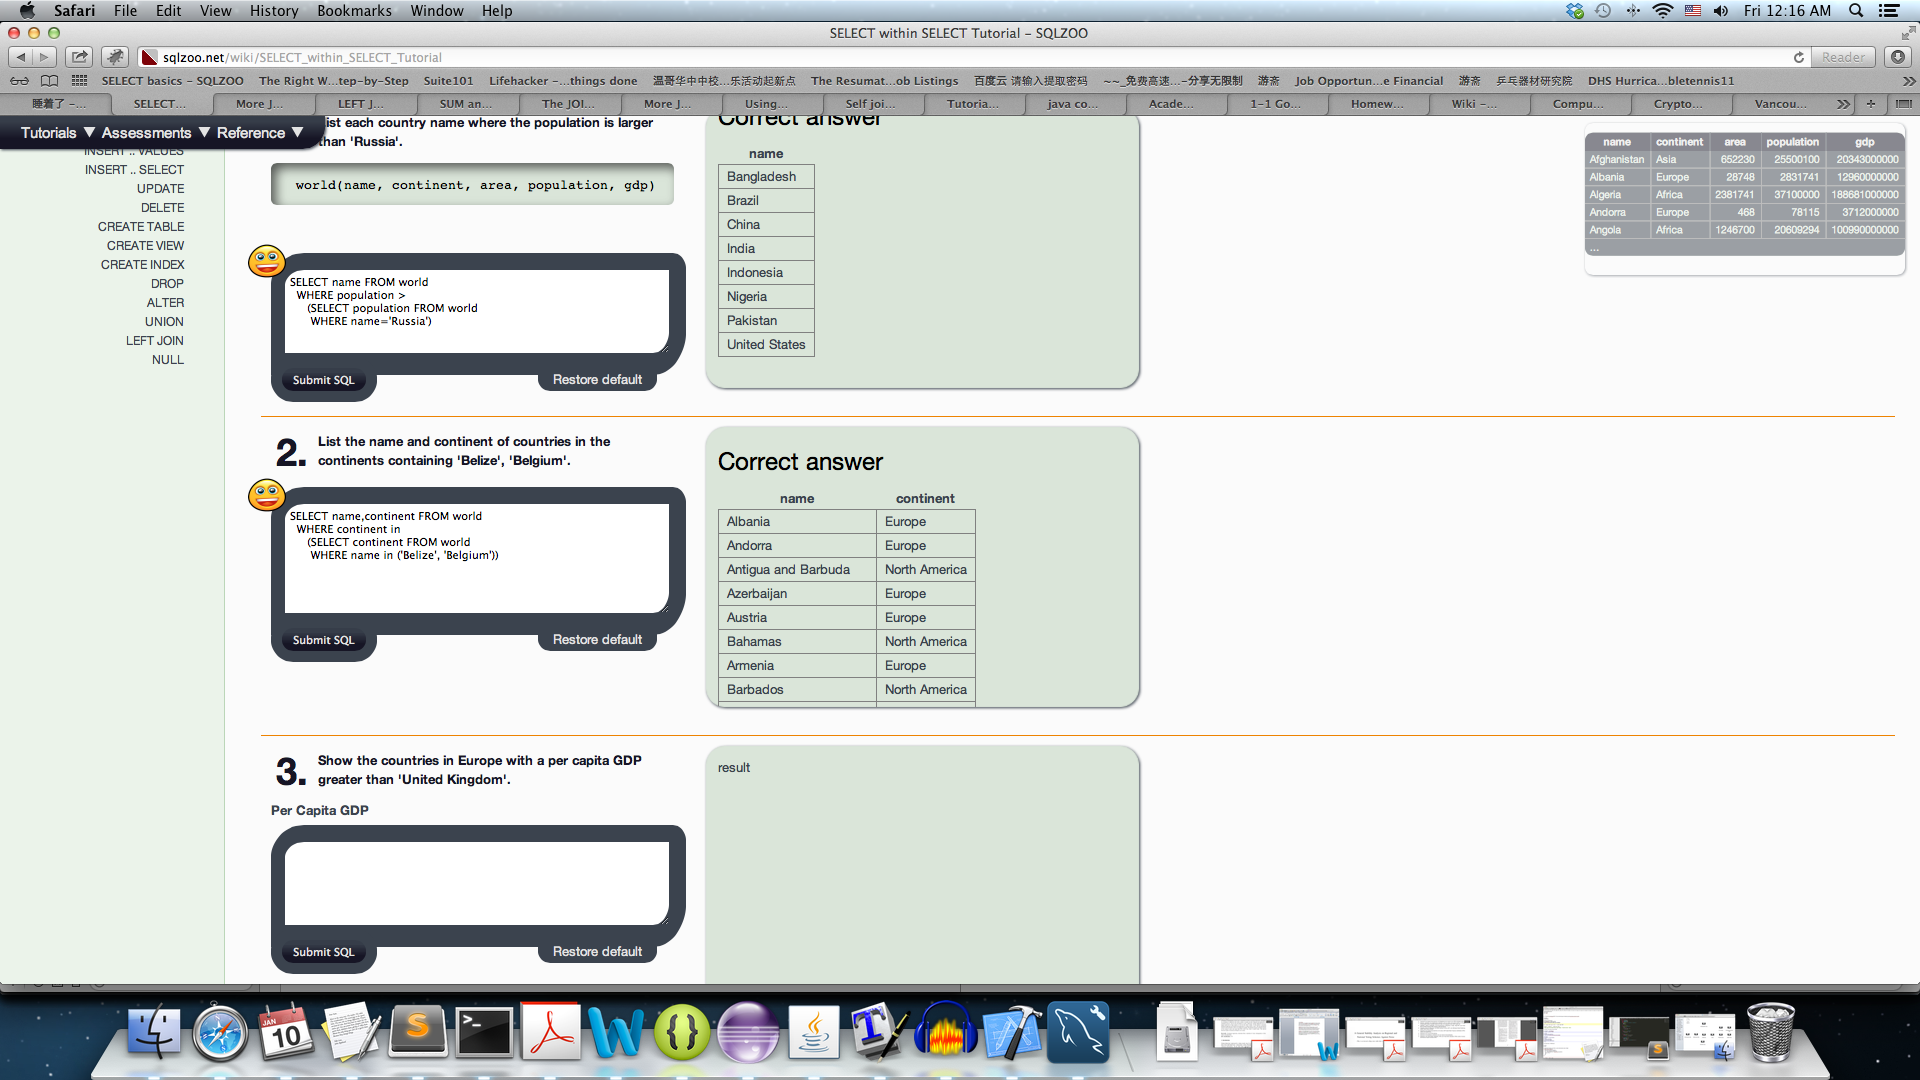 Safari File Edit View History Bookmarks Window Help Fri 12:16 AM
SELECT within SELECT Tutorial – SQLZOO
sqlzoo.net/wiki/SELECT_within_SELECT_Tutorial Reader
SELECT basics – SQLZOO The Right W...tep-by-Step Suite101 Lifehacker –...things done 温哥华中中校...乐活动起新点 The Resumat...ob Listings 百度云 请输入提取密码 ~~_免费高速...–分享无限制 游斋 Job Opportun...e Financial 游斋 乒乓器材研究院 DHS Hurrica...bletennis11
睡着了 –... SELECT... More J... LEFT J... SUM an... The JOI... More J... Using... Self joi... Tutoria... java co... Acade... 1–1 Go... Homew... Wiki –... Compu... Crypto... Vancou...
Tutorials ▼ Assessments ▼ Reference ▼
INSERT .. VALUES
INSERT .. SELECT
UPDATE
DELETE
CREATE TABLE
CREATE VIEW
CREATE INDEX
DROP
ALTER
UNION
LEFT JOIN
NULL
ist each country name where the population is larger
han 'Russia'.
world(name, continent, area, population, gdp)
SELECT name FROM world
WHERE population >
(SELECT population FROM world
WHERE name='Russia')
Submit SQL Restore default
Correct answer
name
Bangladesh
Brazil
China
India
Indonesia
Nigeria
Pakistan
United States
name continent area population gdp
Afghanistan Asia 652230 25500100 20343000000
Albania Europe 28748 2831741 12960000000
Algeria Africa 2381741 37100000 188681000000
Andorra Europe 468 78115 3712000000
Angola Africa 1246700 20609294 100990000000
...
2. List the name and continent of countries in the
continents containing 'Belize', 'Belgium'.
SELECT name,continent FROM world
WHERE continent in
(SELECT continent FROM world
WHERE name in ('Belize', 'Belgium'))
Submit SQL Restore default
Correct answer
name continent
Albania Europe
Andorra Europe
Antigua and Barbuda North America
Azerbaijan Europe
Austria Europe
Bahamas North America
Armenia Europe
Barbados North America
3. Show the countries in Europe with a per capita GDP
greater than 'United Kingdom'.
Per Capita GDP
Submit SQL Restore default
result
JAN
10